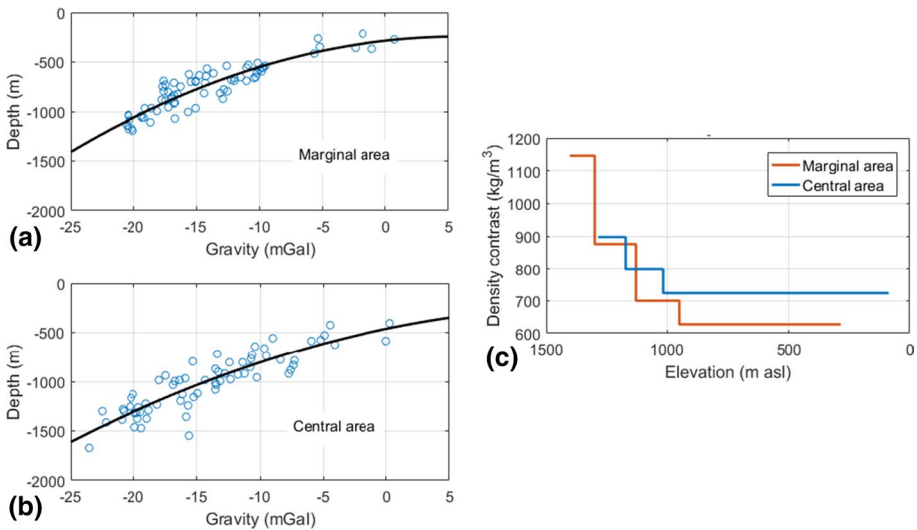 0
-500
-1000
-1500
-2000
Depth (m)
Marginal area
-25 -20 -15 -10 -5 0 5
Gravity (mGal)
(a)
0
-500
-1000
-1500
-2000
Depth (m)
Central area
-25 -20 -15 -10 -5 0 5
Gravity (mGal)
(b)
1200
1100
1000
900
800
700
600
Density contrast (kg/m³)
Marginal area
Central area
1500 1000 500 0
Elevation (m asl)
(c)